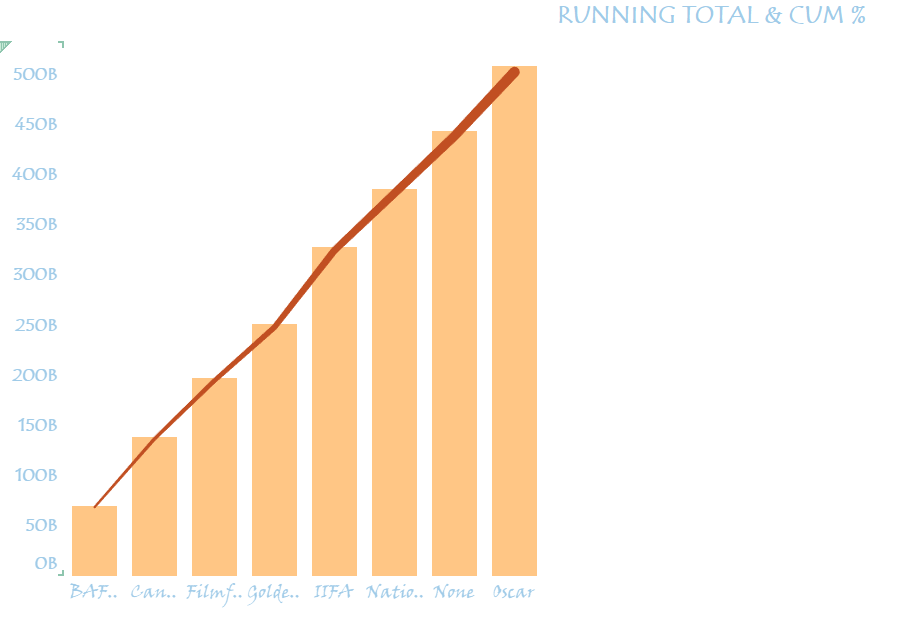 RUNNING TOTAL & CUM %
500B
450B
400B
350B
300B
250B
200B
150B
100B
50B
0B
BAF.. Can.. Filmf.. Golde.. IIFA Natio.. None Oscar